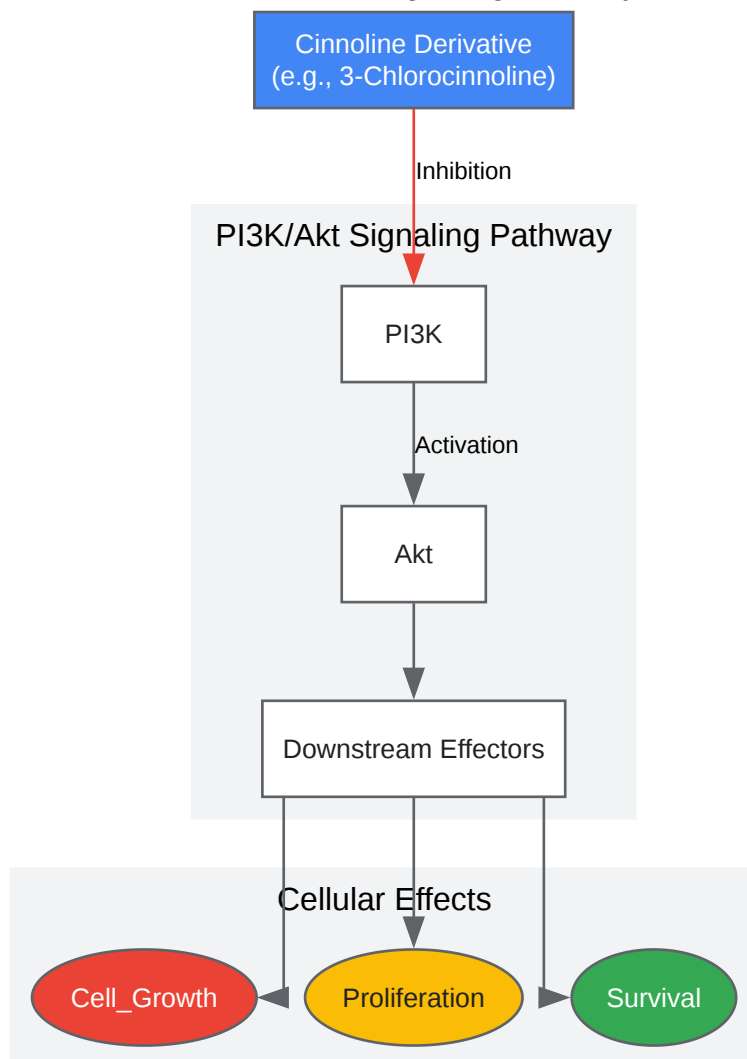 Cinnoline Derivative
(e.g., 3-Chlorocinnoline)
Inhibition
PI3K/Akt Signaling Pathway
PI3K
Activation
Akt
Downstream Effectors
Cellular Effects
Cell_Growth
Proliferation
Survival